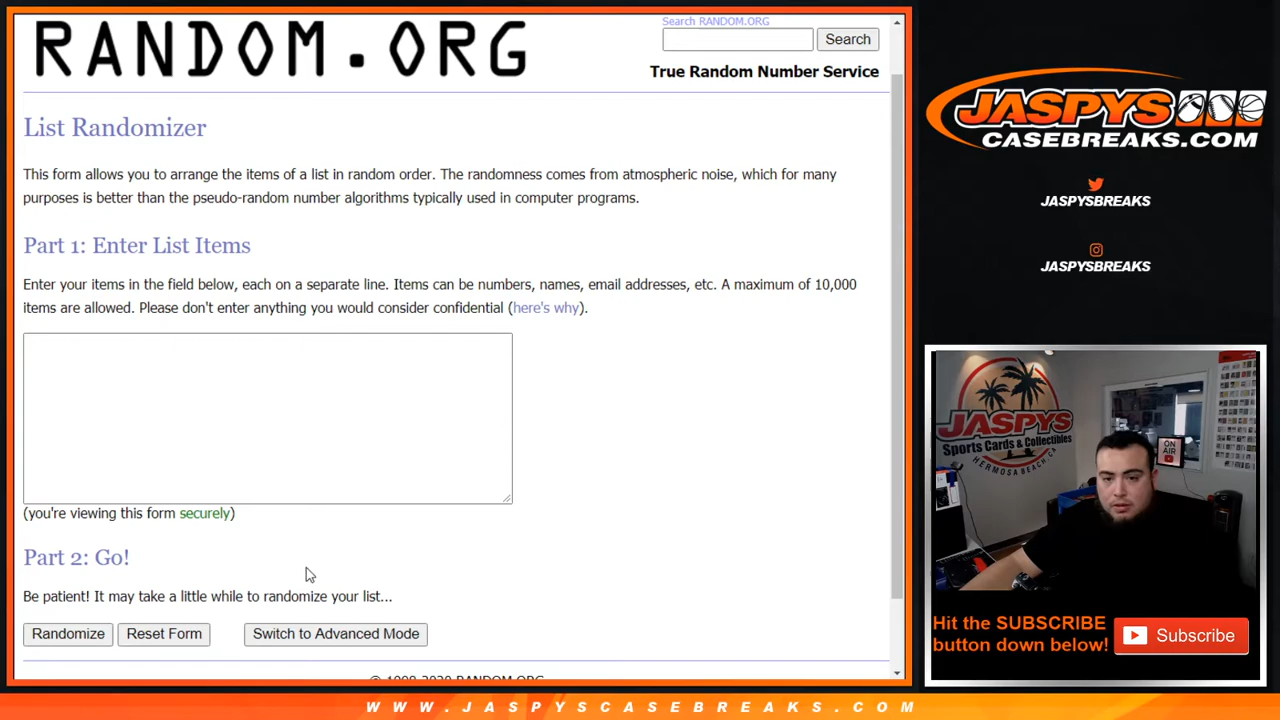 RANDOM.ORG
Search RANDOM.ORG
Search
True Random Number Service
List Randomizer
This form allows you to arrange the items of a list in random order. The randomness comes from atmospheric noise, which for many
purposes is better than the pseudo-random number algorithms typically used in computer programs.
Part 1: Enter List Items
Enter your items in the field below, each on a separate line. Items can be numbers, names, email addresses, etc. A maximum of 10,000
items are allowed. Please don't enter anything you would consider confidential (here's why).
(you're viewing this form securely)
Part 2: Go!
Be patient! It may take a little while to randomize your list...
Randomize
Reset Form
Switch to Advanced Mode
JASPYS
CASEBREAKS.COM
JASPYSBREAKS
JASPYSBREAKS
JASPYS
Sports Cards & Collectibles
HERMOSA BEACH CA
ON
AIR
Hit the SUBSCRIBE
button down below!
Subscribe
WWW.JASPYSCASEBREAKS.COM